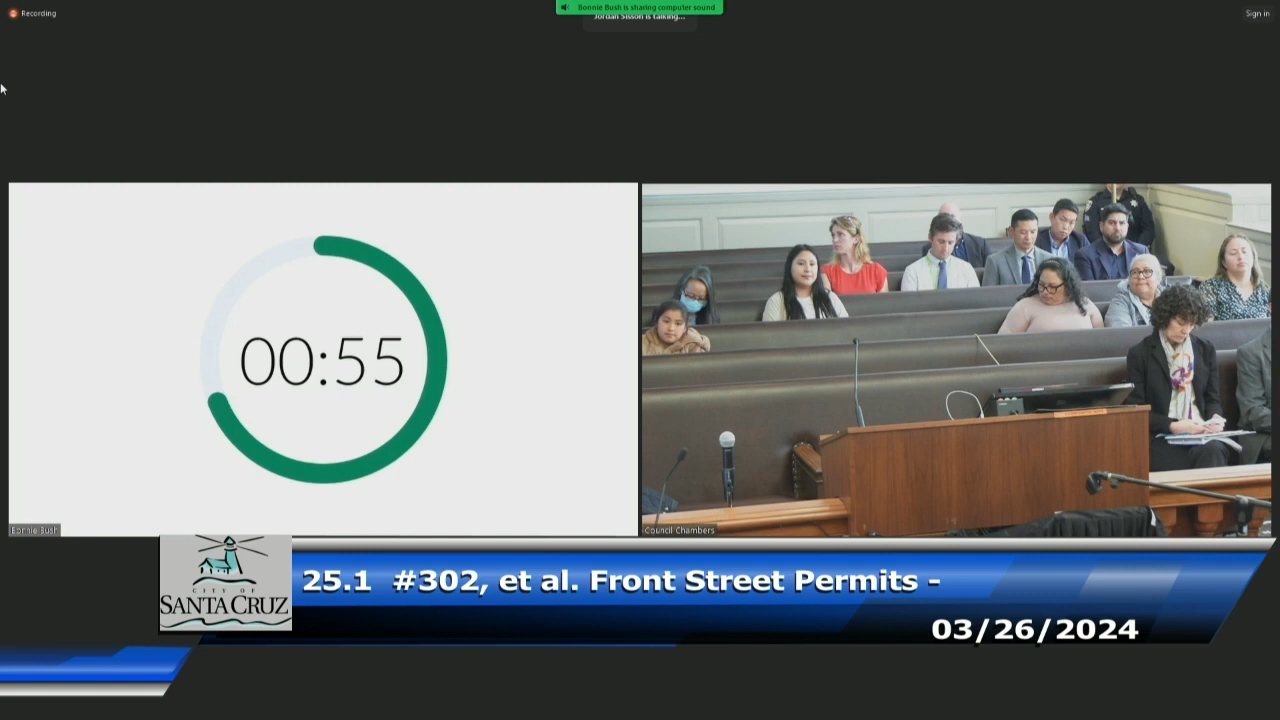 Recording
Bonnie Bush is sharing computer sound
Jordan Sisson is talking...
Sign in
00:55
Bonnie Bush
Council Chambers
CITY OF
SANTA CRUZ
25.1 #302, et al. Front Street Permits -
03/26/2024